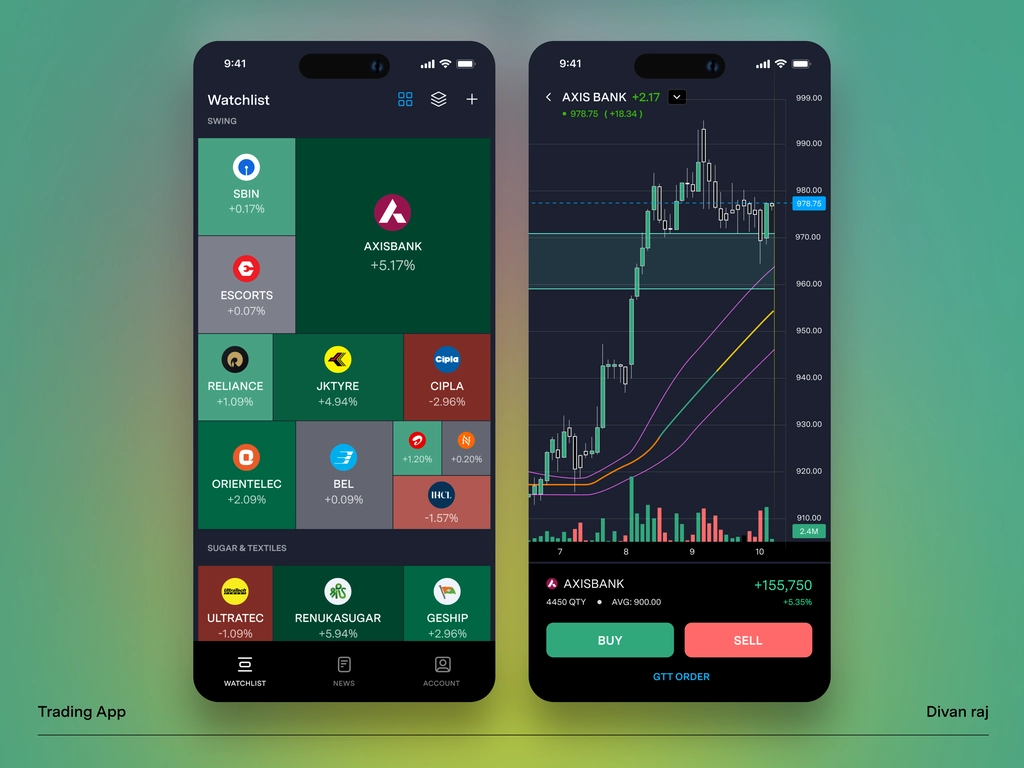 9:41
Watchlist
SWING
SBIN
+0.17%
AXISBANK
+5.17%
ESCORTS
+0.07%
RELIANCE
+1.09%
JKTYRE
+4.94%
Cipla
CIPLA
-2.96%
ORIENTELEC
+2.09%
BEL
+0.09%
+1.20%
+0.20%
IHCL
-1.57%
SUGAR & TEXTILES
UltraTech
ULTRATEC
-1.09%
RENUKASUGAR
+5.94%
GESHIP
+2.96%
WATCHLIST
NEWS
ACCOUNT
9:41
AXIS BANK +2.17
978.75 ( +18.34 )
999.00
990.00
980.00
978.75
970.00
960.00
950.00
940.00
930.00
920.00
910.00
2.4M
7 8 9 10
AXISBANK +155,750
4450 QTY • AVG: 900.00 +5.35%
BUY SELL
GTT ORDER
Trading App
Divan raj